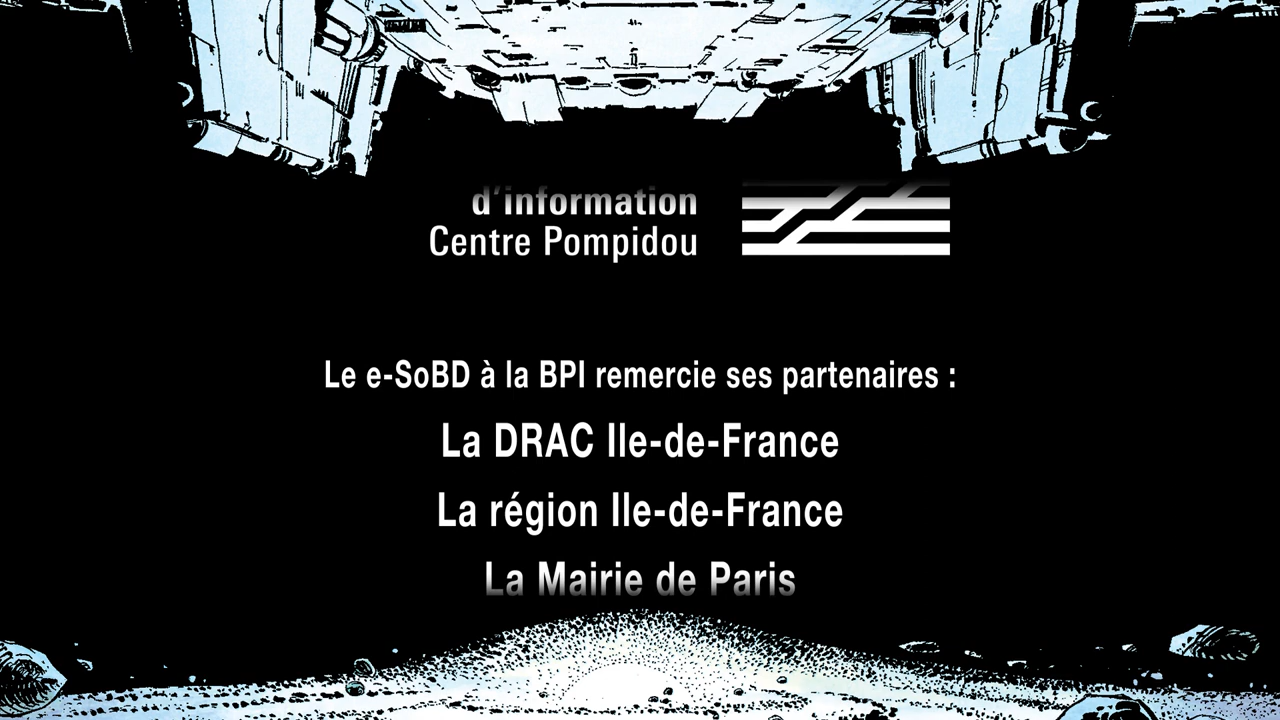 d'information
Centre Pompidou
Le e-SoBD à la BPI remercie ses partenaires :
La DRAC Ile-de-France
La région Ile-de-France
La Mairie de Paris